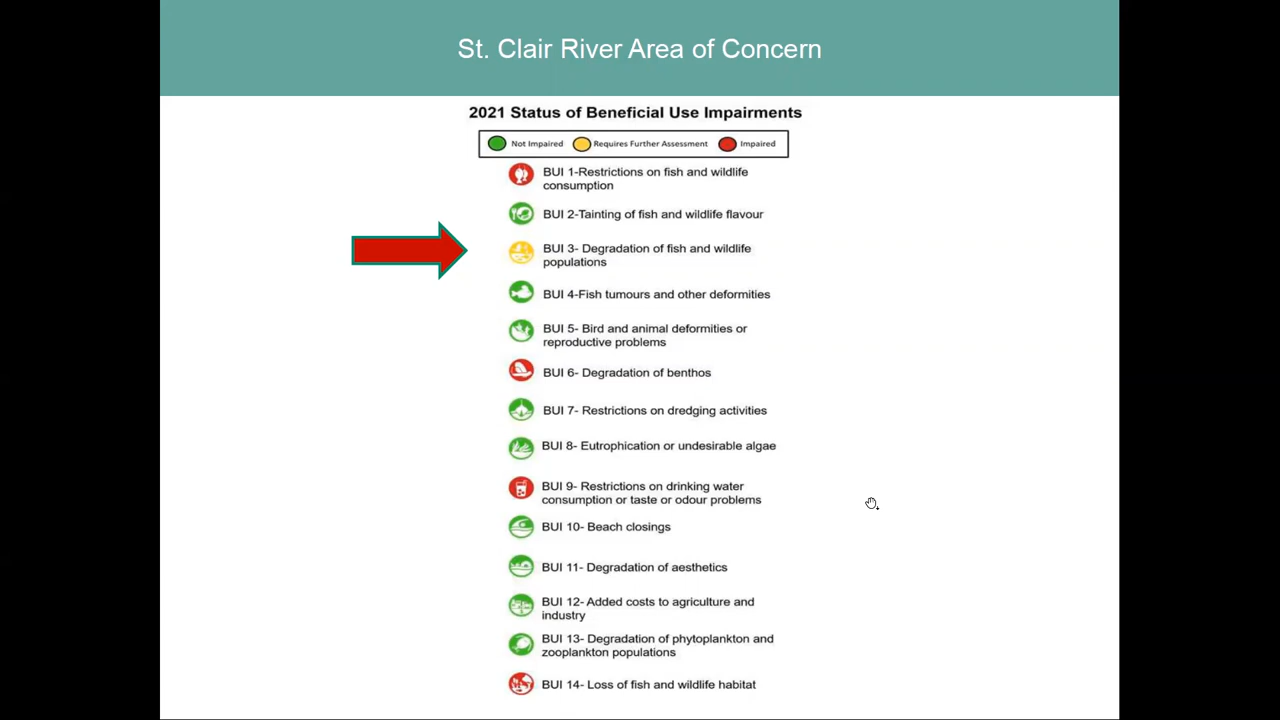 St. Clair River Area of Concern
2021 Status of Beneficial Use Impairments
Not Impaired Requires Further Assessment Impaired
BUI 1-Restrictions on fish and wildlife
consumption
BUI 2-Tainting of fish and wildlife flavour
BUI 3- Degradation of fish and wildlife
populations
BUI 4-Fish tumours and other deformities
BUI 5- Bird and animal deformities or
reproductive problems
BUI 6- Degradation of benthos
BUI 7- Restrictions on dredging activities
BUI 8- Eutrophication or undesirable algae
BUI 9- Restrictions on drinking water
consumption or taste or odour problems
BUI 10- Beach closings
BUI 11- Degradation of aesthetics
BUI 12- Added costs to agriculture and
industry
BUI 13- Degradation of phytoplankton and
zooplankton populations
BUI 14- Loss of fish and wildlife habitat